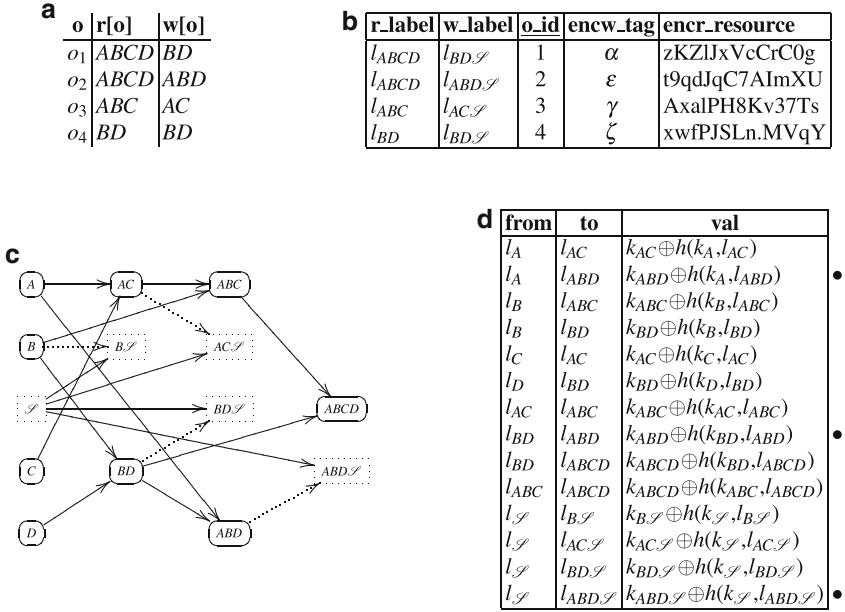 a
o r[o] w[o]
o1 ABCD BD
o2 ABCD ABD
o3 ABC AC
o4 BD BD
b
r_label w_label o_id encw_tag encr_resource
lABCD lBD𝒮 1 α zKZlJxVcCrC0g
lABCD lABD𝒮 2 ε t9qdJqC7AImXU
lABC lAC𝒮 3 γ AxalPH8Kv37Ts
lBD lBD𝒮 4 ζ xwfPJSLn.MVqY
c
A AC ABC
B B𝒮 AC𝒮
𝒮 BD𝒮 ABCD
C BD ABD𝒮
D ABD
d
from to val
lA lAC kAC⊕h(kA,lAC)
lA lABD kABD⊕h(kA,lABD) •
lB lABC kABC⊕h(kB,lABC)
lB lBD kBD⊕h(kB,lBD)
lC lAC kAC⊕h(kC,lAC)
lD lBD kBD⊕h(kD,lBD)
lAC lABC kABC⊕h(kAC,lABC)
lBD lABD kABD⊕h(kBD,lABD) •
lBD lABCD kABCD⊕h(kBD,lABCD)
lABC lABCD kABCD⊕h(kABC,lABCD)
l𝒮 lB𝒮 kB𝒮⊕h(k𝒮,lB𝒮)
l𝒮 lAC𝒮 kAC𝒮⊕h(k𝒮,lAC𝒮)
l𝒮 lBD𝒮 kBD𝒮⊕h(k𝒮,lBD𝒮)
l𝒮 lABD𝒮 kABD𝒮⊕h(k𝒮,lABD𝒮) •